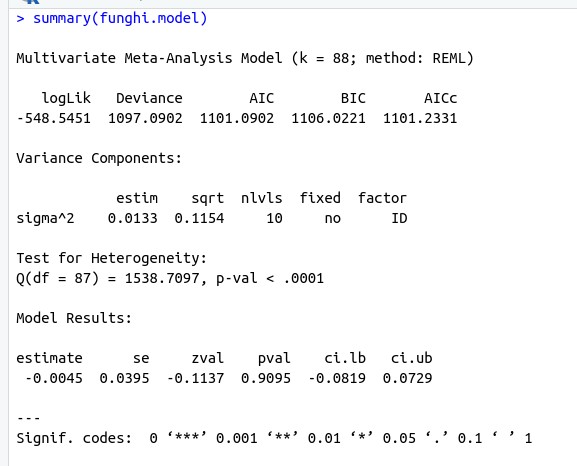 > summary(funghi.model)
Multivariate Meta-Analysis Model (k = 88; method: REML)
logLik Deviance AIC BIC AICc
-548.5451 1097.0902 1101.0902 1106.0221 1101.2331
Variance Components:
estim sqrt nlvls fixed factor
sigma^2 0.0133 0.1154 10 no ID
Test for Heterogeneity:
Q(df = 87) = 1538.7097, p-val < .0001
Model Results:
estimate se zval pval ci.lb ci.ub
-0.0045 0.0395 -0.1137 0.9095 -0.0819 0.0729
---
Signif. codes: 0 ‘***’ 0.001 ‘**’ 0.01 ‘*’ 0.05 ‘.’ 0.1 ‘ ’ 1